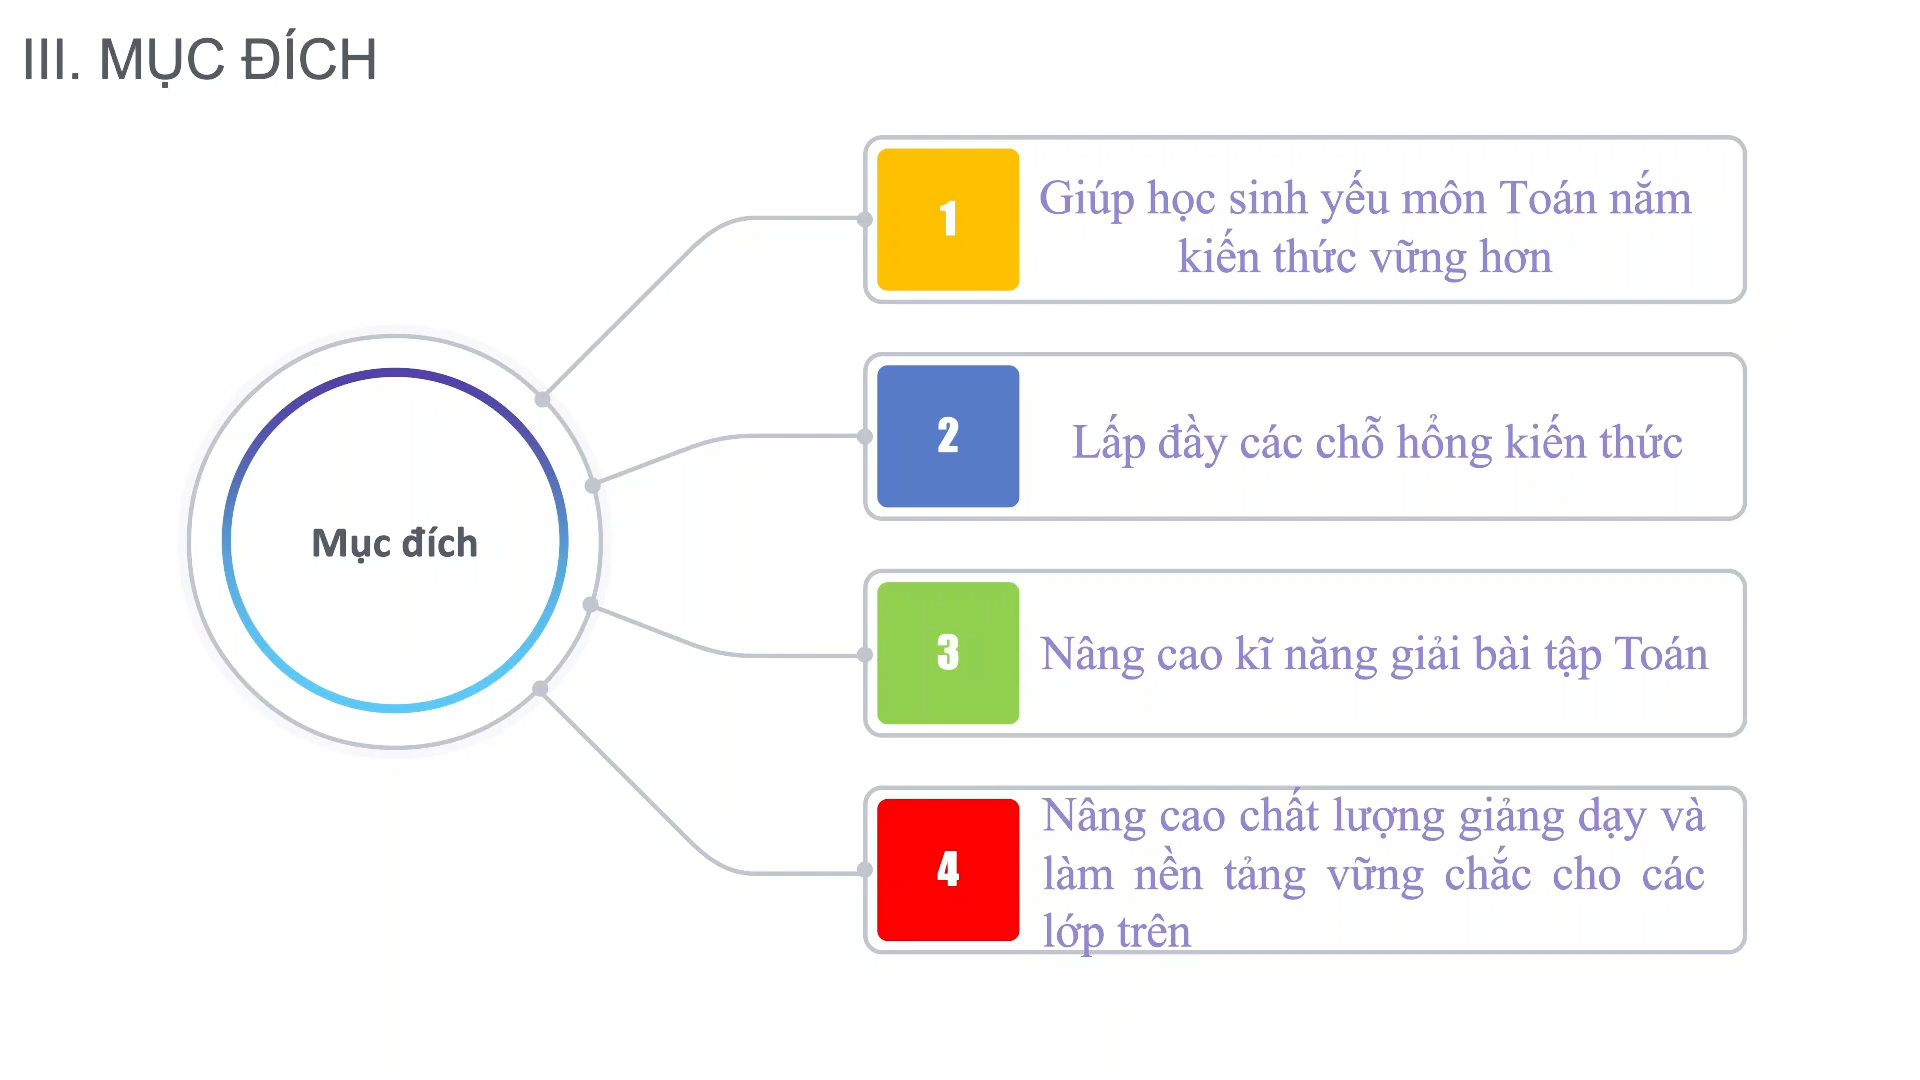 III. MỤC ĐÍCH
Mục đích
1
Giúp học sinh yếu môn Toán nắm
kiến thức vững hơn
2
Lấp đầy các chỗ hổng kiến thức
3
Nâng cao kĩ năng giải bài tập Toán
4
Nâng cao chất lượng giảng dạy và
làm nền tảng vững chắc cho các
lớp trên